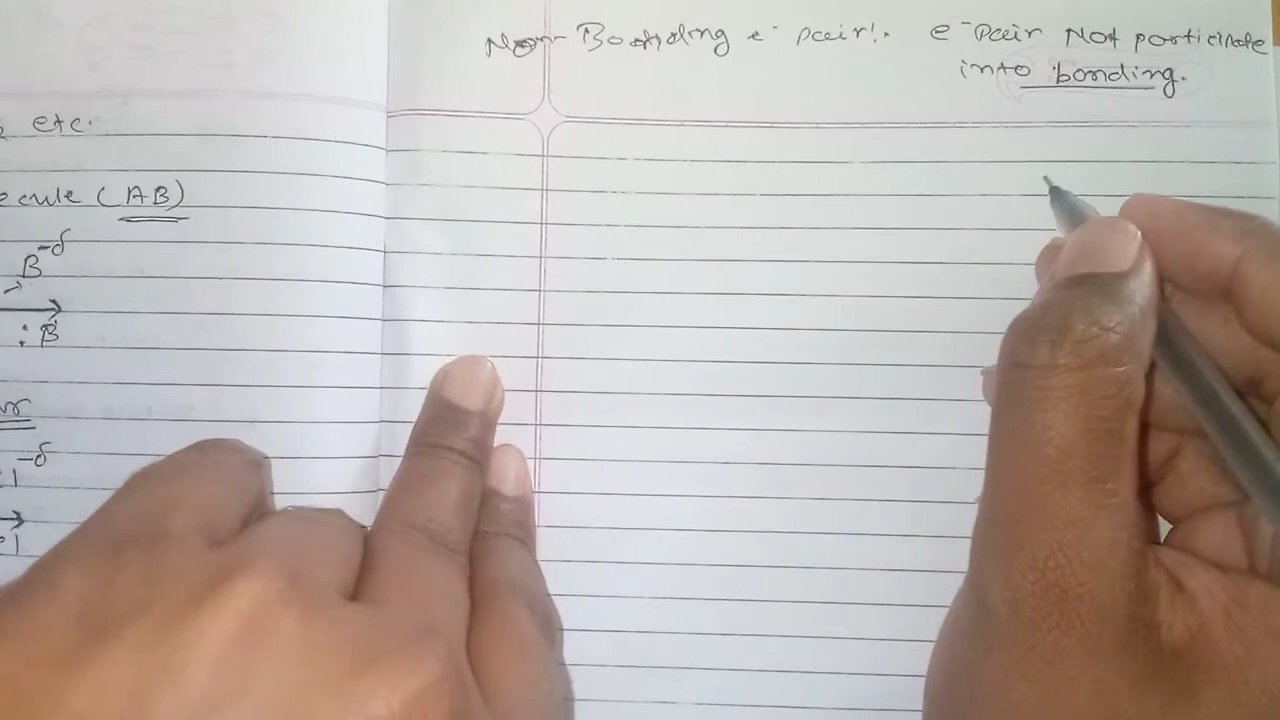 etc.
ecule (AB)
B-δ
: B
-δ
Non-Bonding e- pair:- e- Pair Not participate
into bonding.